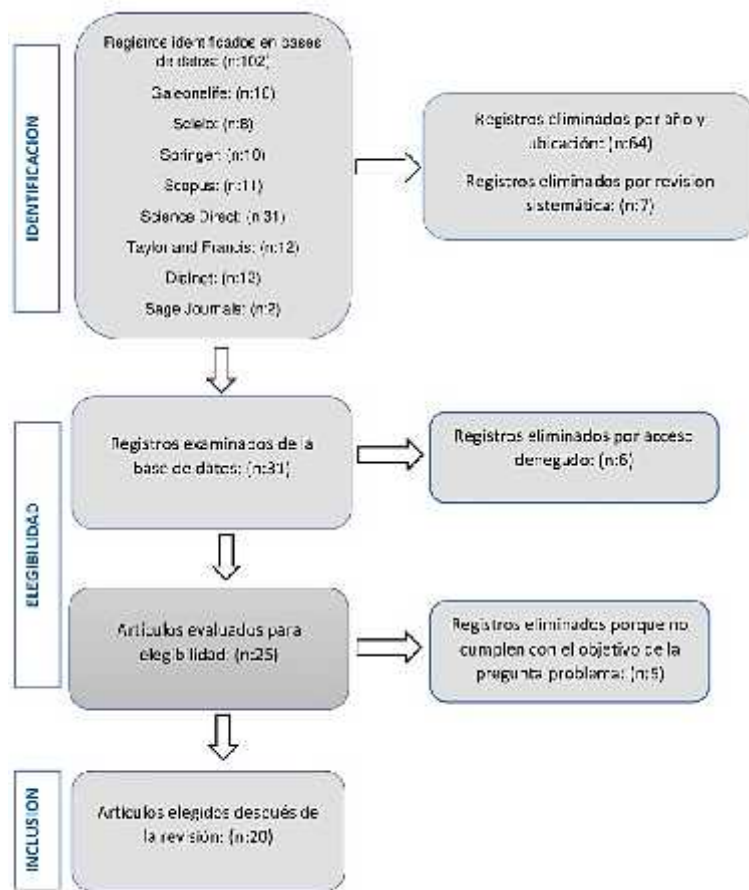 IDENTIFICACION
Registros identificados en bases
de datos: (n:102)
Galeonelife: (n:16)
Scielo: (n:8)
Springer: (n:10)
Scopus: (n:11)
Science Direct: (n:31)
Taylor and Francis: (n:12)
Dialnet: (n:12)
Sage Journals: (n:2)
Registros eliminados por año y
ubicación: (n:64)
Registros eliminados por revision
sistemática: (n:7)
ELEGIBILIDAD
Registros examinados de la
base de datos: (n:31)
Registros eliminados por acceso
denegado: (n:6)
Artículos evaluados para
elegibilidad: (n:25)
Registros eliminados porque no
cumplen con el objetivo de la
pregunta problema: (n:5)
INCLUSION
Artículos elegidos después de
la revisión: (n:20)